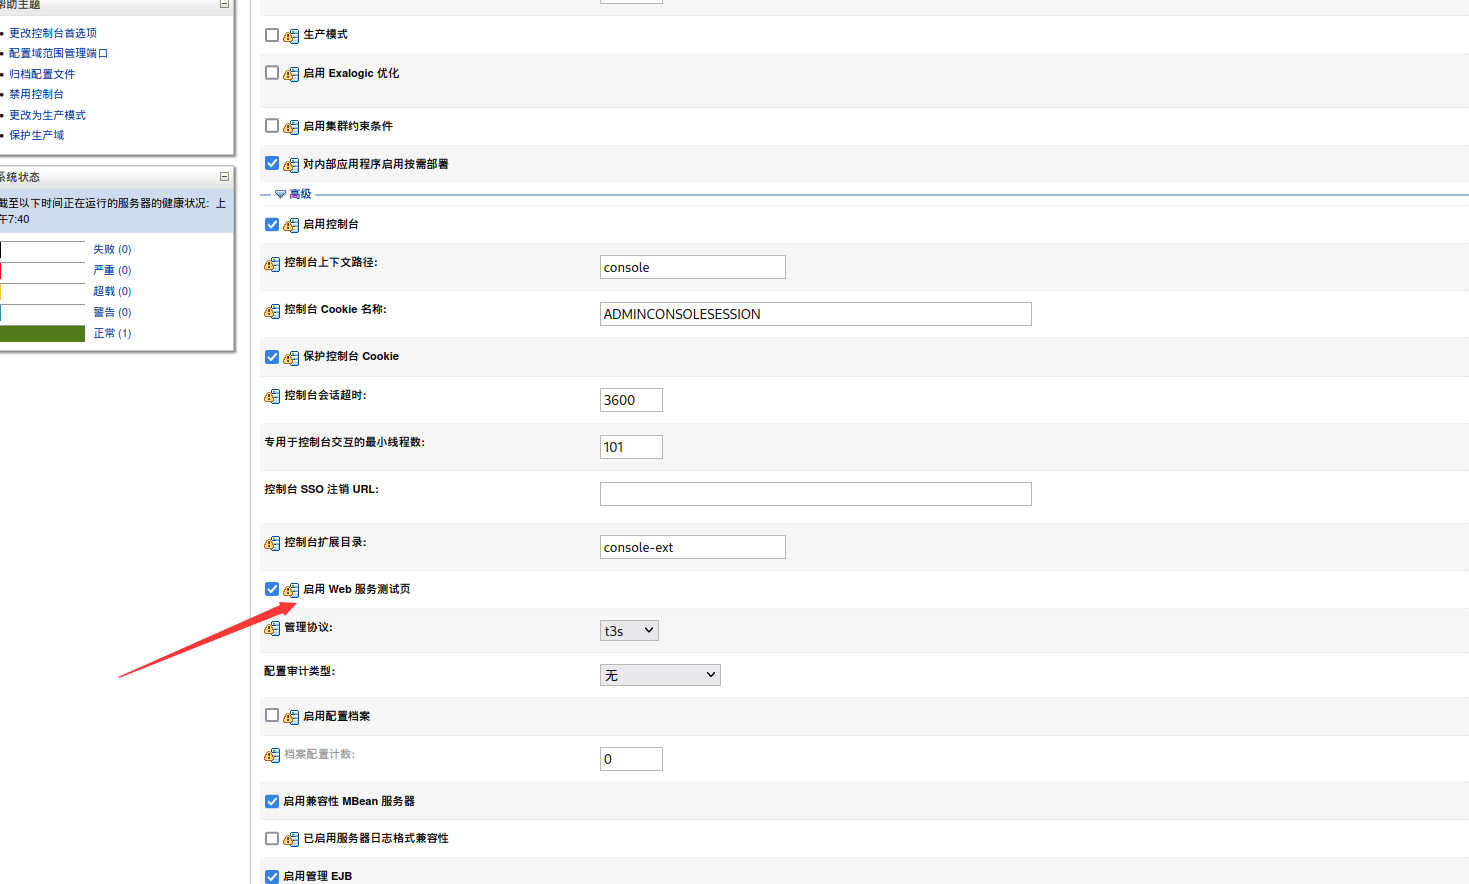 帮助主题
更改控制台首选项
配置域范围管理端口
归档配置文件
禁用控制台
更改为生产模式
保护生产域
系统状态
截至以下时间正在运行的服务器的健康状况: 上
午7:40
失败 (0)
严重 (0)
超载 (0)
警告 (0)
正常 (1)
生产模式
启用 Exalogic 优化
启用集群约束条件
对内部应用程序启用按需部署
高级
启用控制台
控制台上下文路径: console
控制台 Cookie 名称: ADMINCONSOLESESSION
保护控制台 Cookie
控制台会话超时: 3600
专用于控制台交互的最小线程数: 101
控制台 SSO 注销 URL:
控制台扩展目录: console-ext
启用 Web 服务测试页
管理协议: t3s
配置审计类型: 无
启用配置档案
档案配置计数: 0
启用兼容性 MBean 服务器
已启用服务器日志格式兼容性
启用管理 EJB